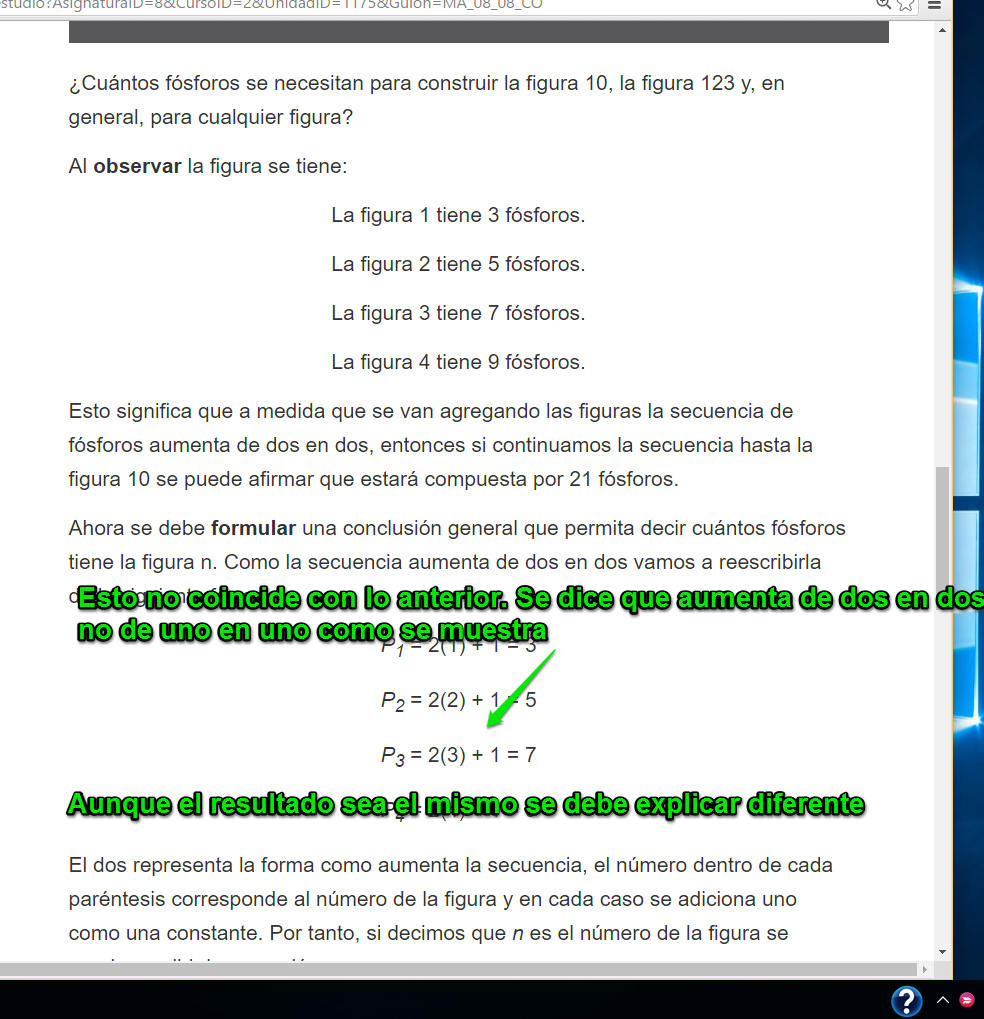 estudio?AsignaturaID=8&CursoID=2&UnidadID=1175&Guion=MA_08_08_CO
¿Cuántos fósforos se necesitan para construir la figura 10, la figura 123 y, en
general, para cualquier figura?
Al observar la figura se tiene:
La figura 1 tiene 3 fósforos.
La figura 2 tiene 5 fósforos.
La figura 3 tiene 7 fósforos.
La figura 4 tiene 9 fósforos.
Esto significa que a medida que se van agregando las figuras la secuencia de
fósforos aumenta de dos en dos, entonces si continuamos la secuencia hasta la
figura 10 se puede afirmar que estará compuesta por 21 fósforos.
Ahora se debe formular una conclusión general que permita decir cuántos fósforos
tiene la figura n. Como la secuencia aumenta de dos en dos vamos a reescribirla
Esto no coincide con lo anterior. Se dice que aumenta de dos en dos
no de uno en uno como se muestra
P1 = 2(1) + 1 = 3
P2 = 2(2) + 1 = 5
P3 = 2(3) + 1 = 7
Aunque el resultado sea el mismo se debe explicar diferente
El dos representa la forma como aumenta la secuencia, el número dentro de cada
paréntesis corresponde al número de la figura y en cada caso se adiciona uno
como una constante. Por tanto, si decimos que n es el número de la figura se